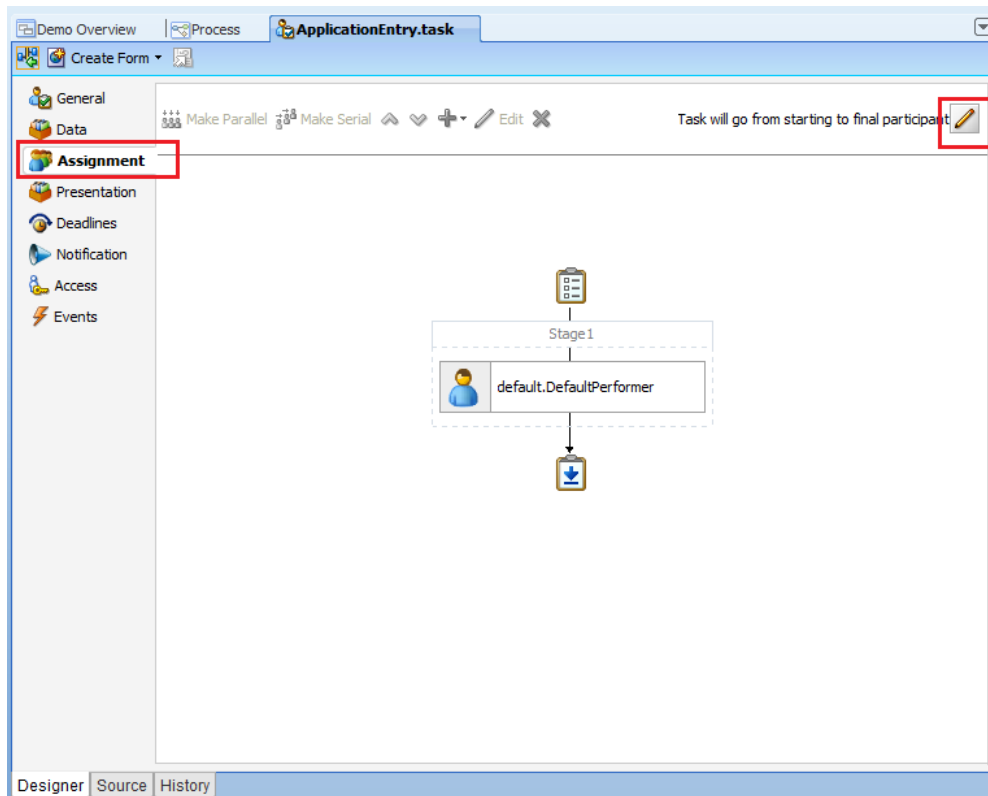 Demo Overview Process ApplicationEntry.task
Create Form
General
Data
Assignment
Presentation
Deadlines
Notification
Access
Events
Make Parallel Make Serial Edit Task will go from starting to final participant
Stage1
default.DefaultPerformer
Designer Source History